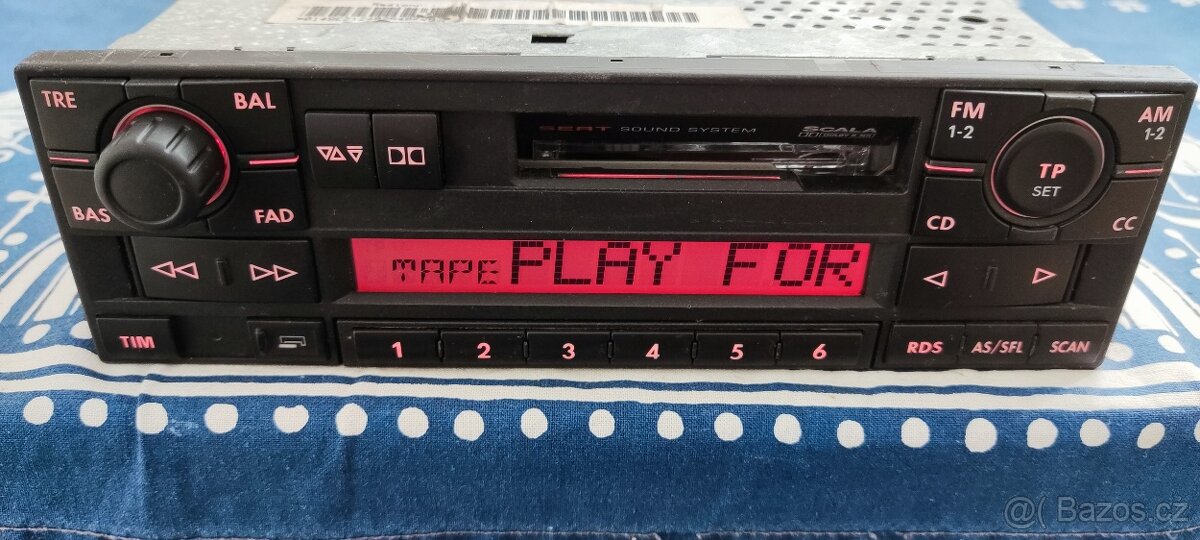 TRE
BAL
BAS
FAD
SEAT SOUND SYSTEM
SCALA
FM
1-2
AM
1-2
TP
SET
CD
CC
TAPE PLAY FOR
TIM
1 2 3 4 5 6
RDS AS/SFL SCAN
@( Bazos.cz